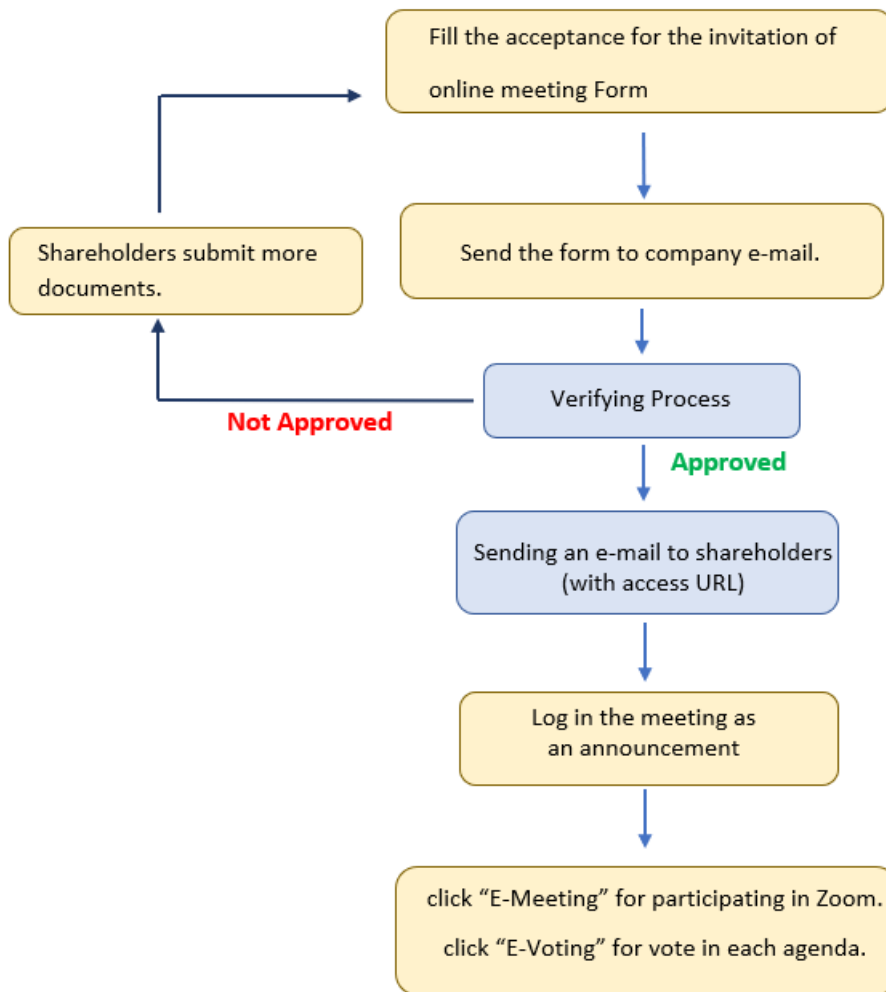 Fill the acceptance for the invitation of
online meeting Form
Shareholders submit more
documents.
Send the form to company e-mail.
Verifying Process
Not Approved
Approved
Sending an e-mail to shareholders
(with access URL)
Log in the meeting as
an announcement
click “E-Meeting” for participating in Zoom.
click “E-Voting” for vote in each agenda.